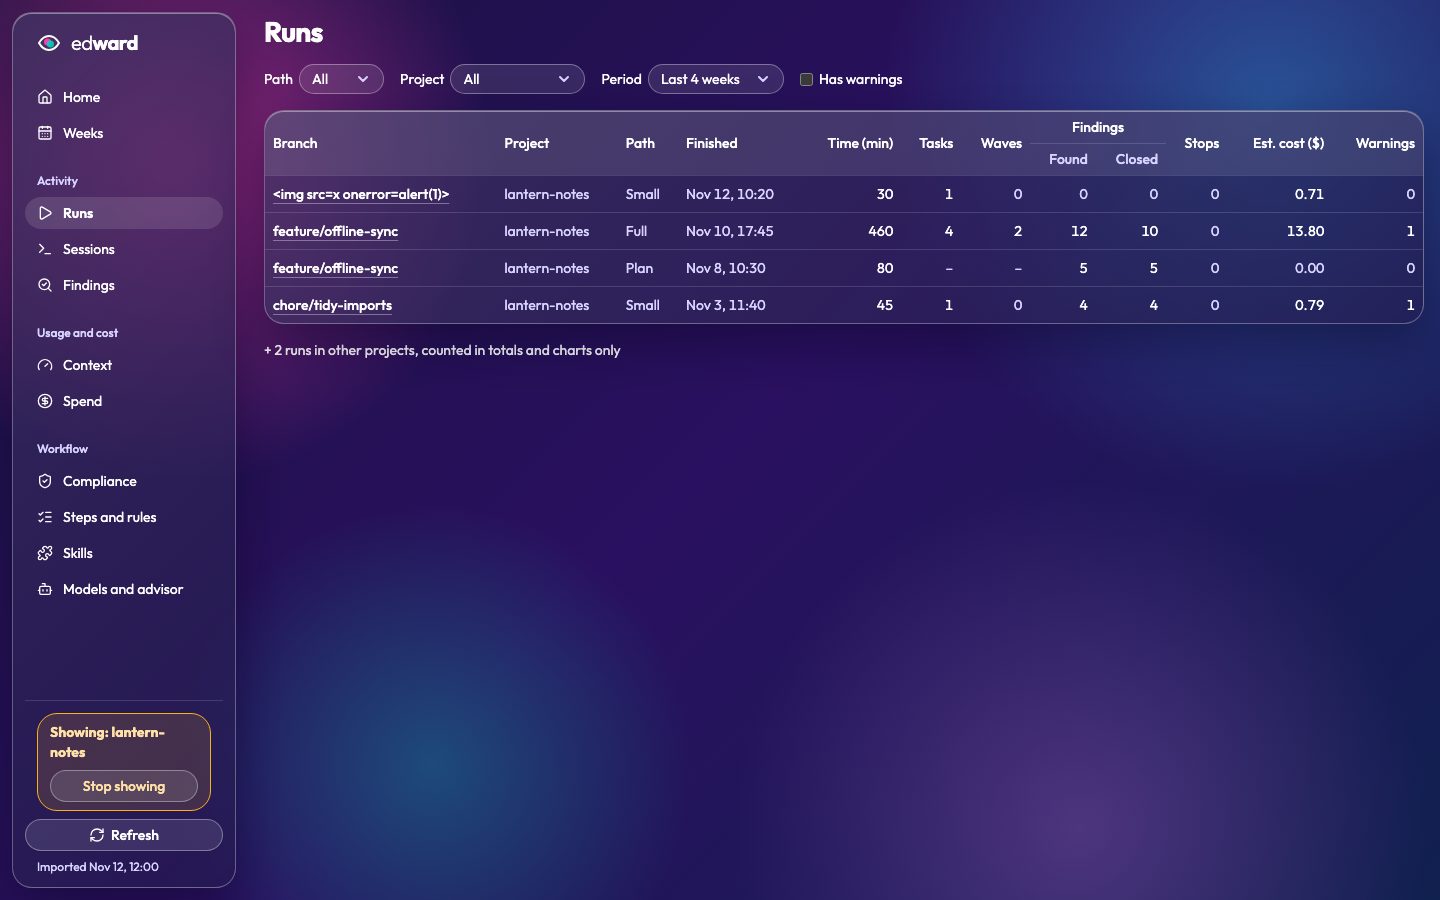 edward
Home
Weeks
Activity
Runs
Sessions
Findings
Usage and cost
Context
Spend
Workflow
Compliance
Steps and rules
Skills
Models and advisor
Showing: lantern-
notes
Stop showing
Refresh
Imported Nov 12, 12:00
Runs
Path All Project All Period Last 4 weeks Has warnings
Findings
Branch Project Path Finished Time (min) Tasks Waves Stops Est. cost ($) Warnings
Found Closed
<img src=x onerror=alert(1)> lantern-notes Small Nov 12, 10:20 30 1 0 0 0 0 0.71 0
feature/offline-sync lantern-notes Full Nov 10, 17:45 460 4 2 12 10 0 13.80 1
feature/offline-sync lantern-notes Plan Nov 8, 10:30 80 – – 5 5 0 0.00 0
chore/tidy-imports lantern-notes Small Nov 3, 11:40 45 1 0 4 4 0 0.79 1
+ 2 runs in other projects, counted in totals and charts only